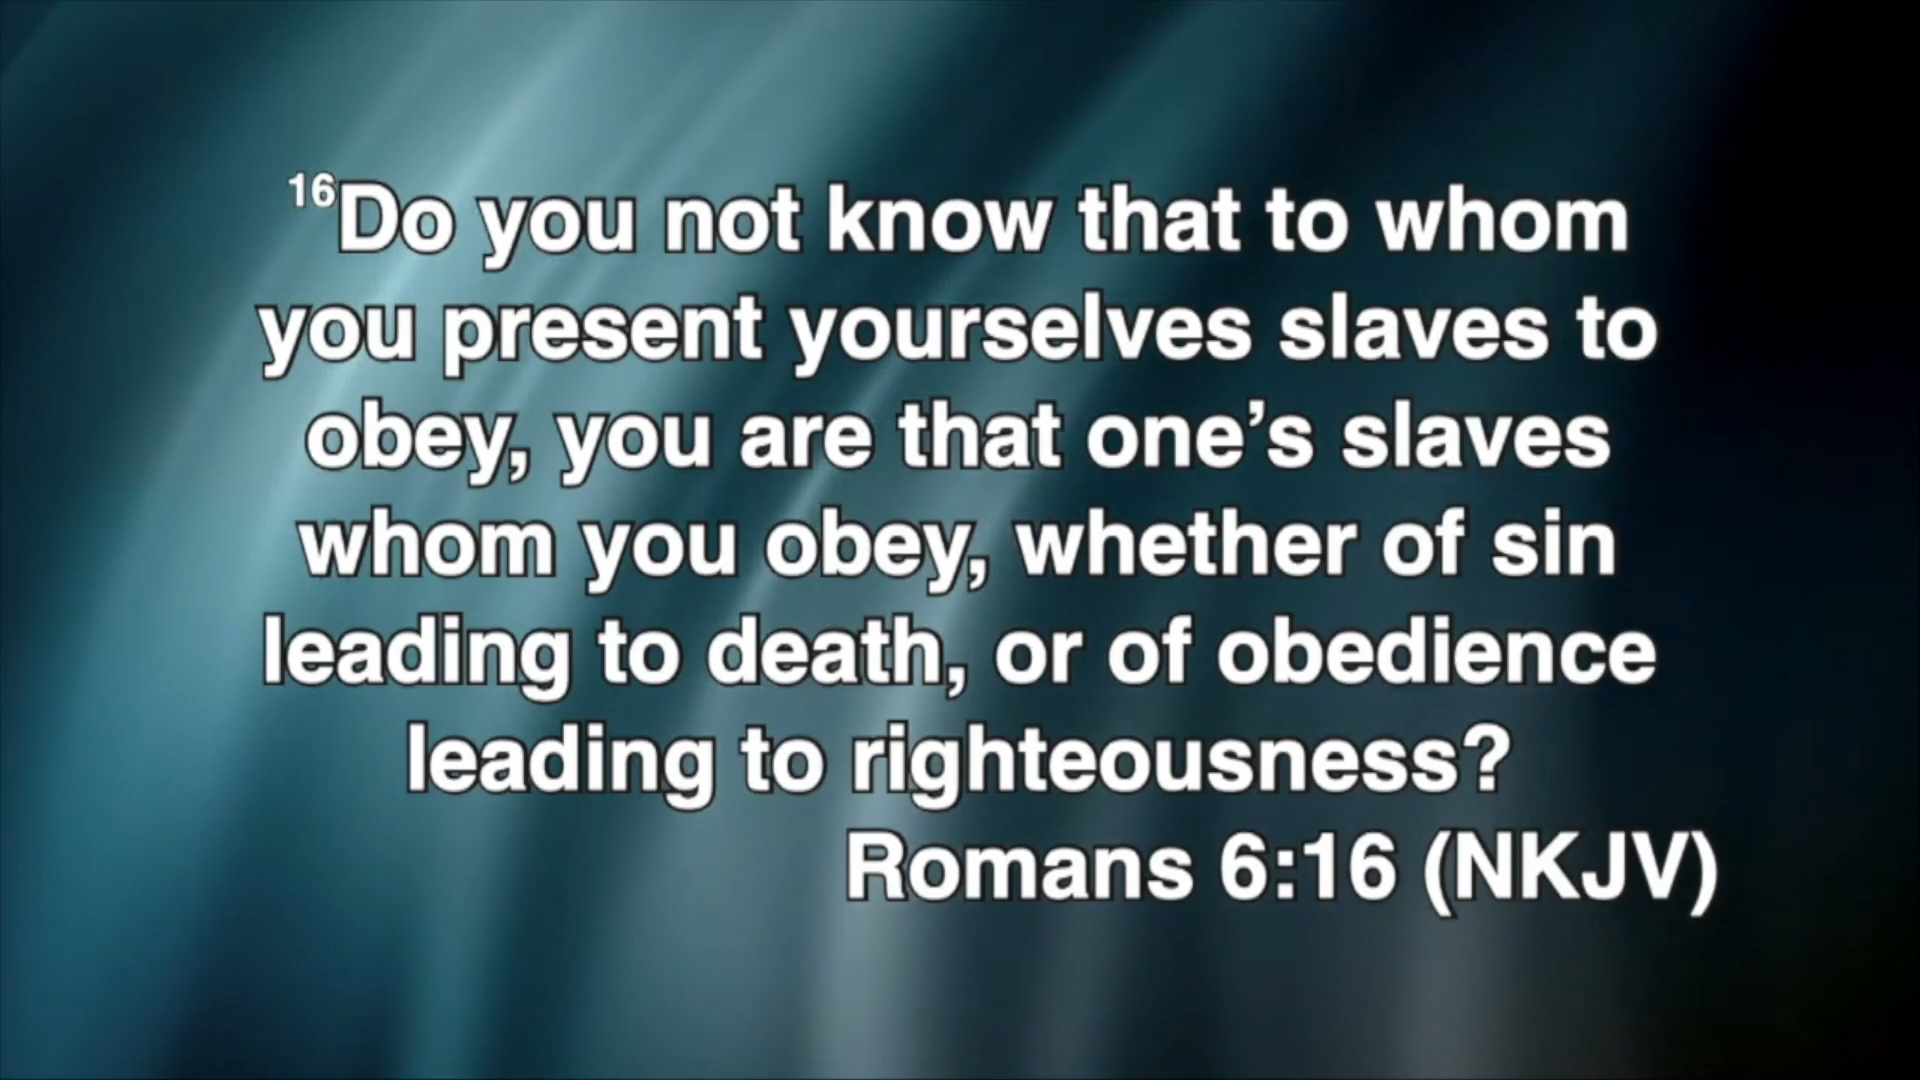 16Do you not know that to whom
you present yourselves slaves to
obey, you are that one’s slaves
whom you obey, whether of sin
leading to death, or of obedience
leading to righteousness?
Romans 6:16 (NKJV)